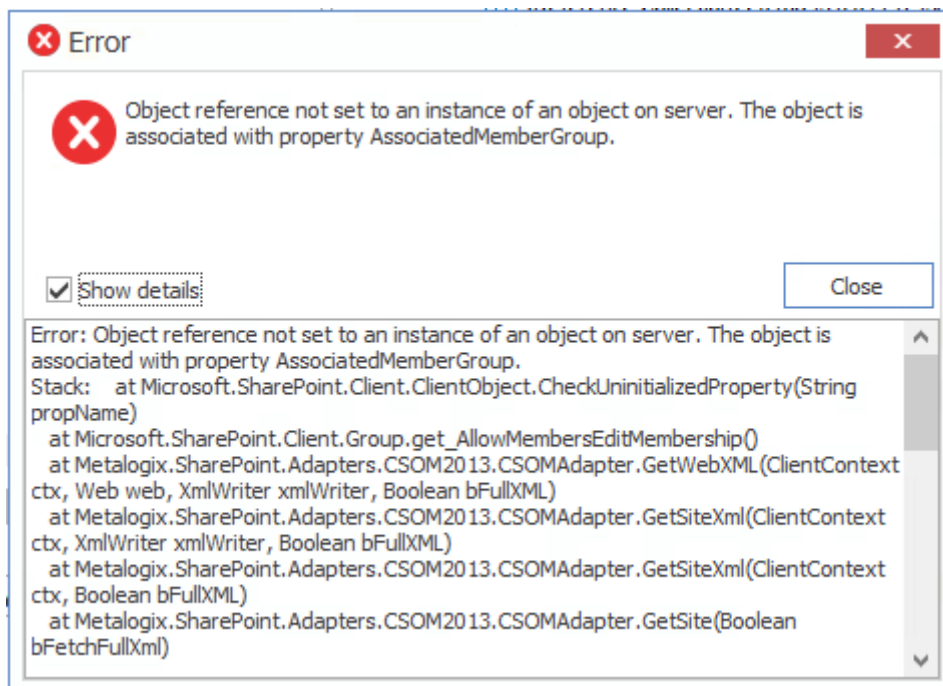 Error
Object reference not set to an instance of an object on server. The object is
associated with property AssociatedMemberGroup.
Show details
Close
Error: Object reference not set to an instance of an object on server. The object is
associated with property AssociatedMemberGroup.
Stack:    at Microsoft.SharePoint.Client.ClientObject.CheckUninitializedProperty(String
propName)
   at Microsoft.SharePoint.Client.Group.get_AllowMembersEditMembership()
   at Metalogix.SharePoint.Adapters.CSOM2013.CSOMAdapter.GetWebXML(ClientContext
ctx, Web web, XmlWriter xmlWriter, Boolean bFullXML)
   at Metalogix.SharePoint.Adapters.CSOM2013.CSOMAdapter.GetSiteXml(ClientContext
ctx, XmlWriter xmlWriter, Boolean bFullXML)
   at Metalogix.SharePoint.Adapters.CSOM2013.CSOMAdapter.GetSiteXml(ClientContext
ctx, Boolean bFullXML)
   at Metalogix.SharePoint.Adapters.CSOM2013.CSOMAdapter.GetSite(Boolean
bFetchFullXml)